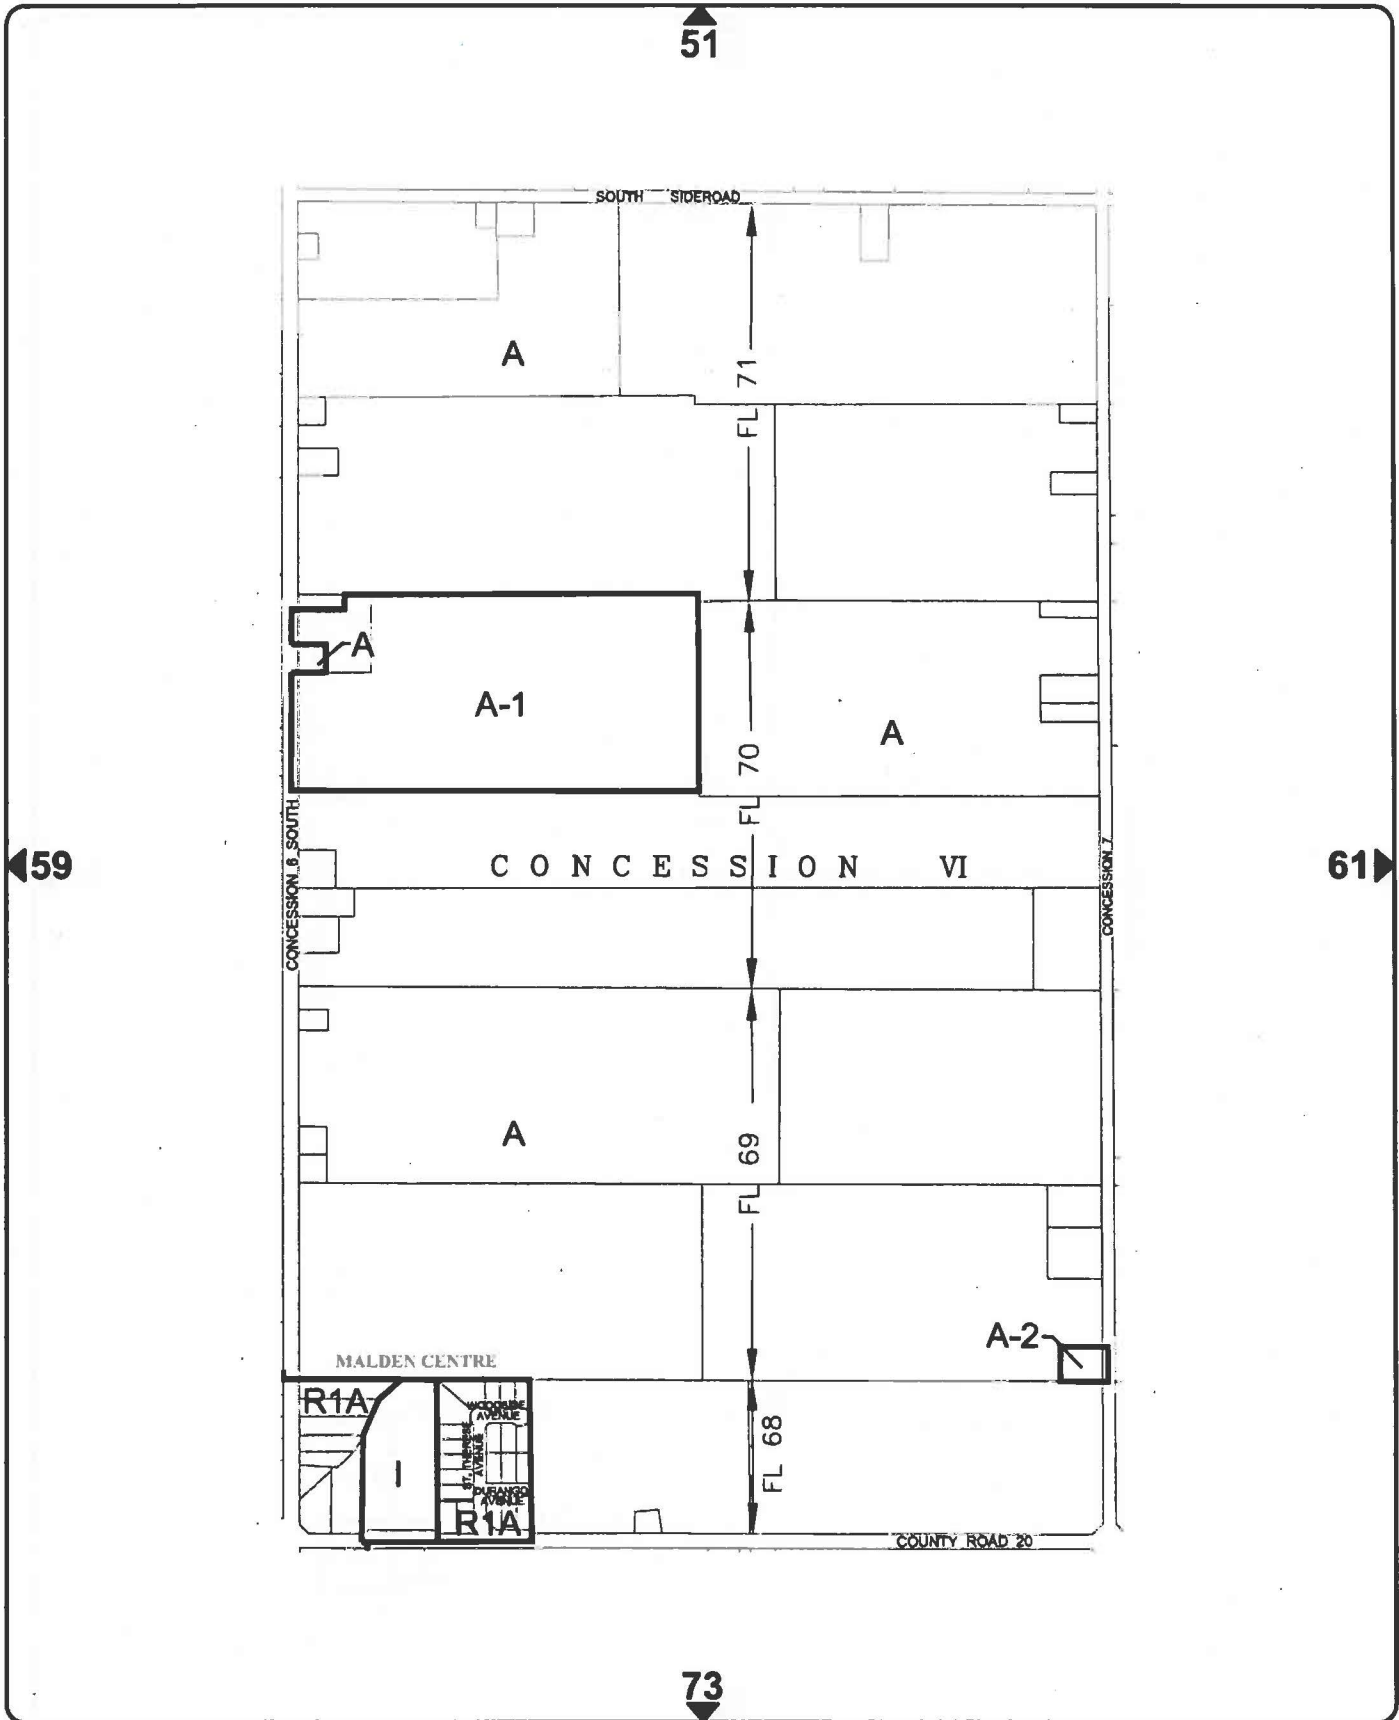 51
SOUTH SIDEROAD
A
FL 71
A
A-1
A
FL 70
CONCESSION 6 SOUTH
59
CONCESSION VI
61
CONCESSION 7
A
FL 69
A-2
MALDEN CENTRE
R1A
WOODSIDE
AVENUE
ST. THERESE
AVENUE
FL 68
I
DURANGO
AVENUE
R1A
COUNTY ROAD 20
73